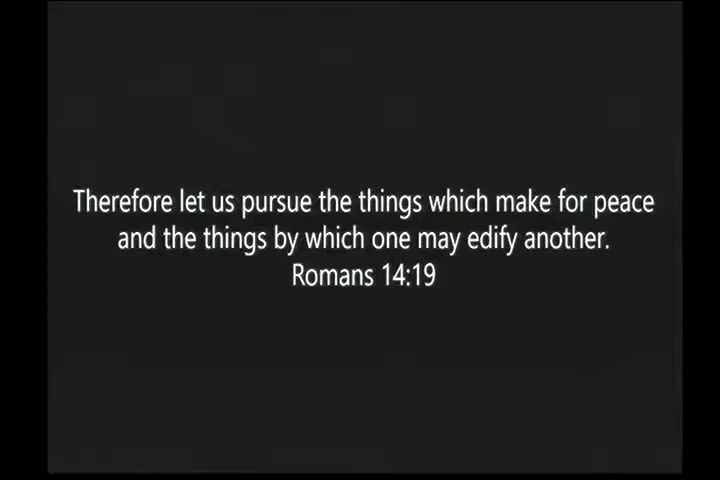 Therefore let us pursue the things which make for peace
and the things by which one may edify another.
Romans 14:19